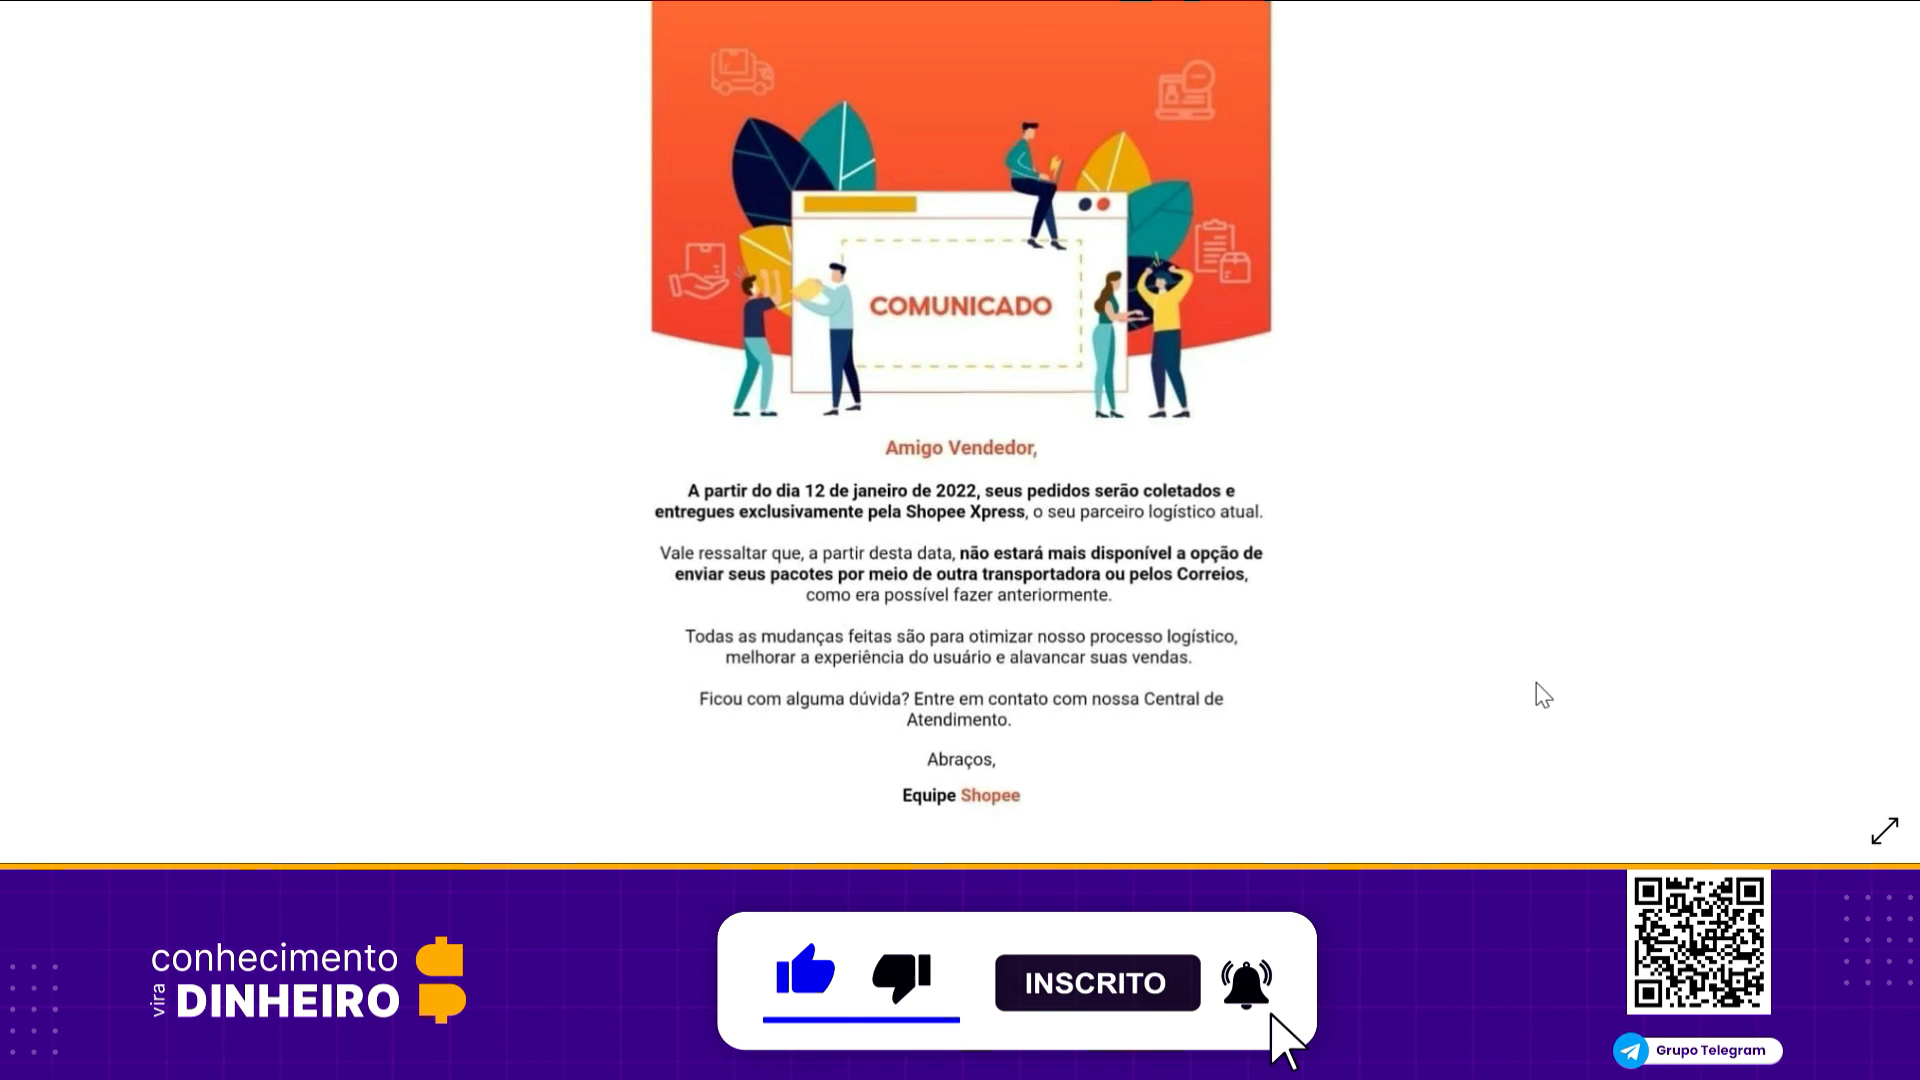 COMUNICADO
Amigo Vendedor,
A partir do dia 12 de janeiro de 2022, seus pedidos serão coletados e
entregues exclusivamente pela Shopee Xpress, o seu parceiro logístico atual.
Vale ressaltar que, a partir desta data, não estará mais disponível a opção de
enviar seus pacotes por meio de outra transportadora ou pelos Correios,
como era possível fazer anteriormente.
Todas as mudanças feitas são para otimizar nosso processo logístico,
melhorar a experiência do usuário e alavancar suas vendas.
Ficou com alguma dúvida? Entre em contato com nossa Central de
Atendimento.
Abraços,
Equipe Shopee
conhecimento
vira
DINHEIRO
INSCRITO
Grupo Telegram